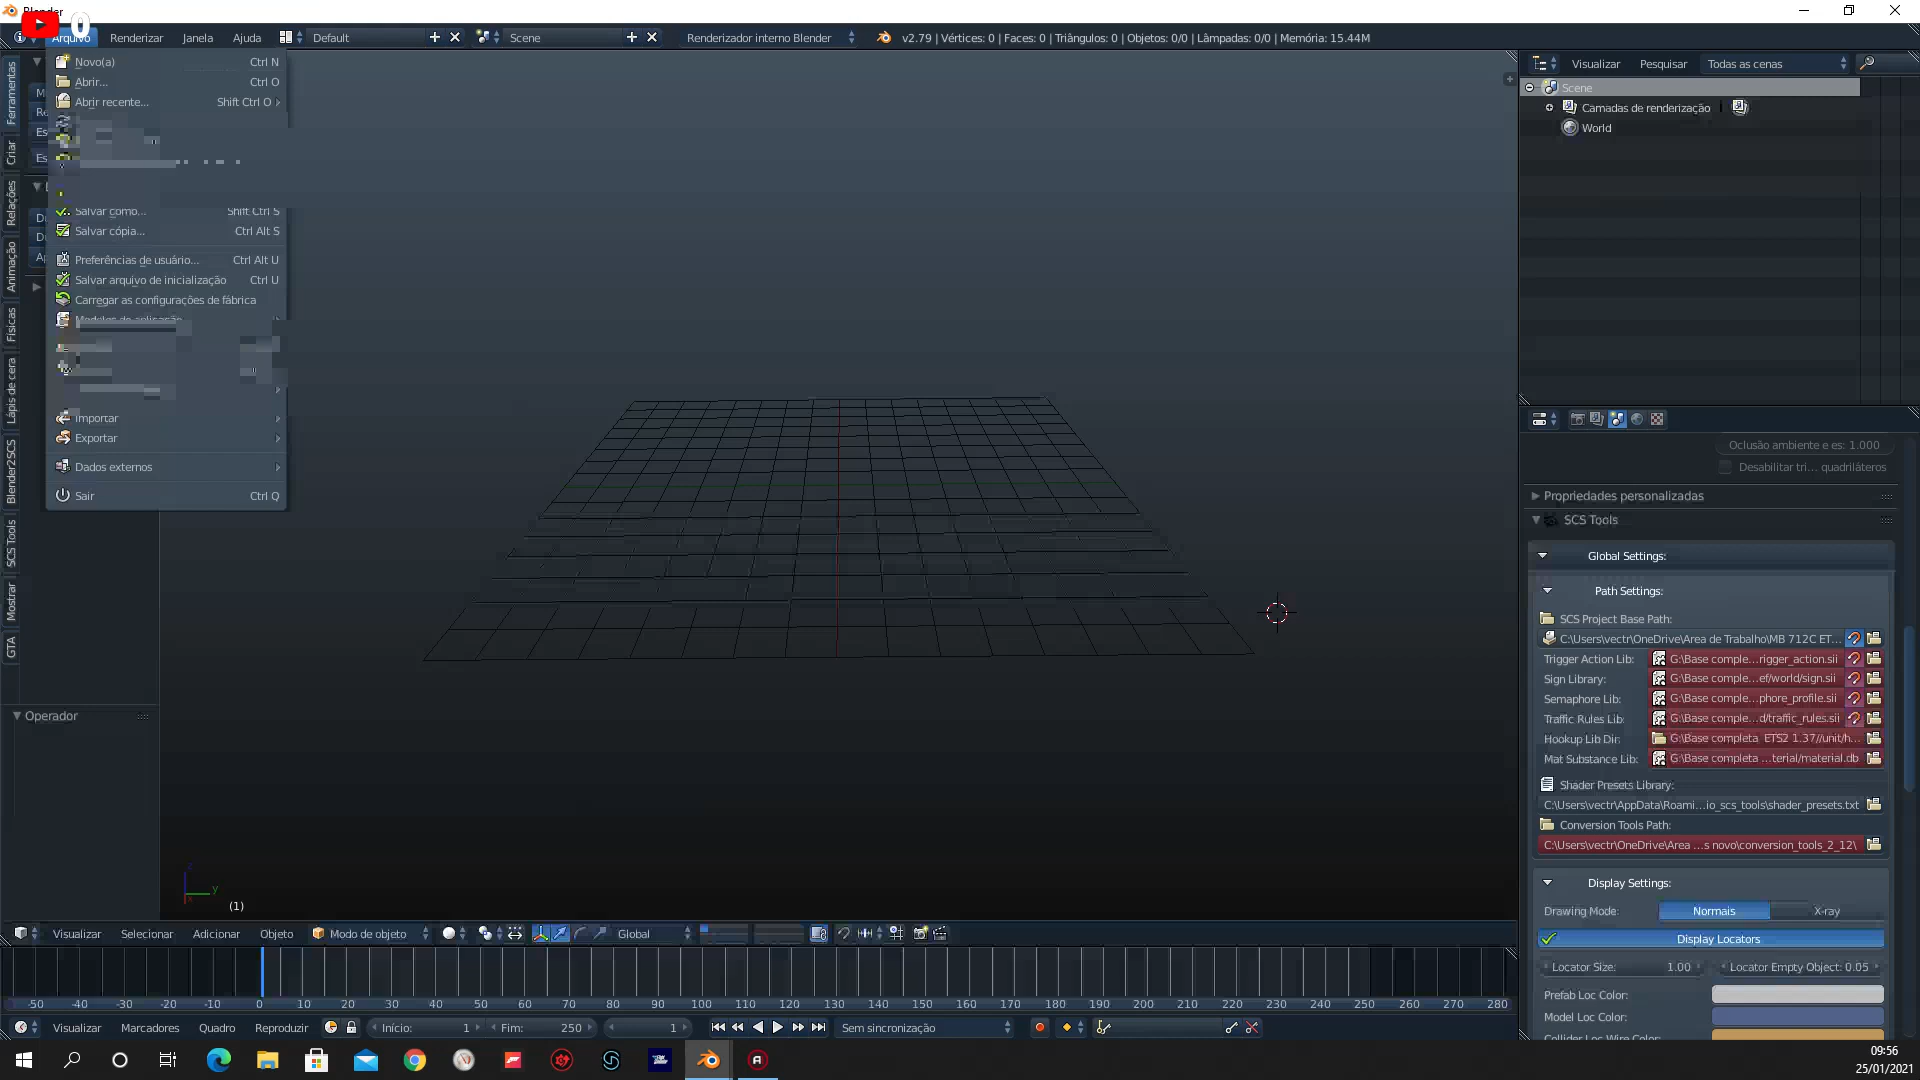 Blender
0
Arquivo Renderizar Janela Ajuda Default Scene Renderizador interno Blender v2.79 | Vértices: 0 | Faces: 0 | Triângulos: 0 | Objetos: 0/0 | Lâmpadas: 0/0 | Memória: 15.44M
Novo(a) Ctrl N
Abrir... Ctrl O
Abrir recente... Shift Ctrl O
Salvar como... Shift Ctrl S
Salvar cópia... Ctrl Alt S
Preferências de usuário... Ctrl Alt U
Salvar arquivo de inicialização Ctrl U
Carregar as configurações de fábrica
Importar
Exportar
Dados externos
Sair Ctrl Q
Ferramentas
Criar
Relações
Animação
Físicas
Lápis de cera
Blender2SCS
SCS Tools
Mostrar
GTA
Operador
z
y
x
(1)
Visualizar Pesquisar Todas as cenas
Scene
Camadas de renderização
World
Oclusão ambiente e es: 1.000
Desabilitar tri... quadriláteros
Propriedades personalizadas
SCS Tools
Global Settings:
Path Settings:
SCS Project Base Path:
C:\Users\vectr\OneDrive\Area de Trabalho\MB 712C ET...
Trigger Action Lib: G:\Base comple...rigger_action.sii
Sign Library: G:\Base comple...ef/world/sign.sii
Semaphore Lib: G:\Base comple...phore_profile.sii
Traffic Rules Lib: G:\Base comple...d/traffic_rules.sii
Hookup Lib Dir: G:\Base completa ETS2 1.37//unit/h...
Mat Substance Lib: G:\Base completa ...terial/material.db
Shader Presets Library:
C:\Users\vectr\AppData\Roami...io_scs_tools\shader_presets.txt
Conversion Tools Path:
C:\Users\vectr\OneDrive\Area ...s novo\conversion_tools_2_12\
Display Settings:
Drawing Mode: Normais X-ray
Display Locators
Locator Size: 1.00 Locator Empty Object: 0.05
Prefab Loc Color:
Model Loc Color:
Collider Loc Wire Color:
Visualizar Selecionar Adicionar Objeto Modo de objeto Global
-50 -40 -30 -20 -10 0 10 20 30 40 50 60 70 80 90 100 110 120 130 140 150 160 170 180 190 200 210 220 230 240 250 260 270 280
Visualizar Marcadores Quadro Reproduzir Início: 1 Fim: 250 1 Sem sincronização
09:56
25/01/2021